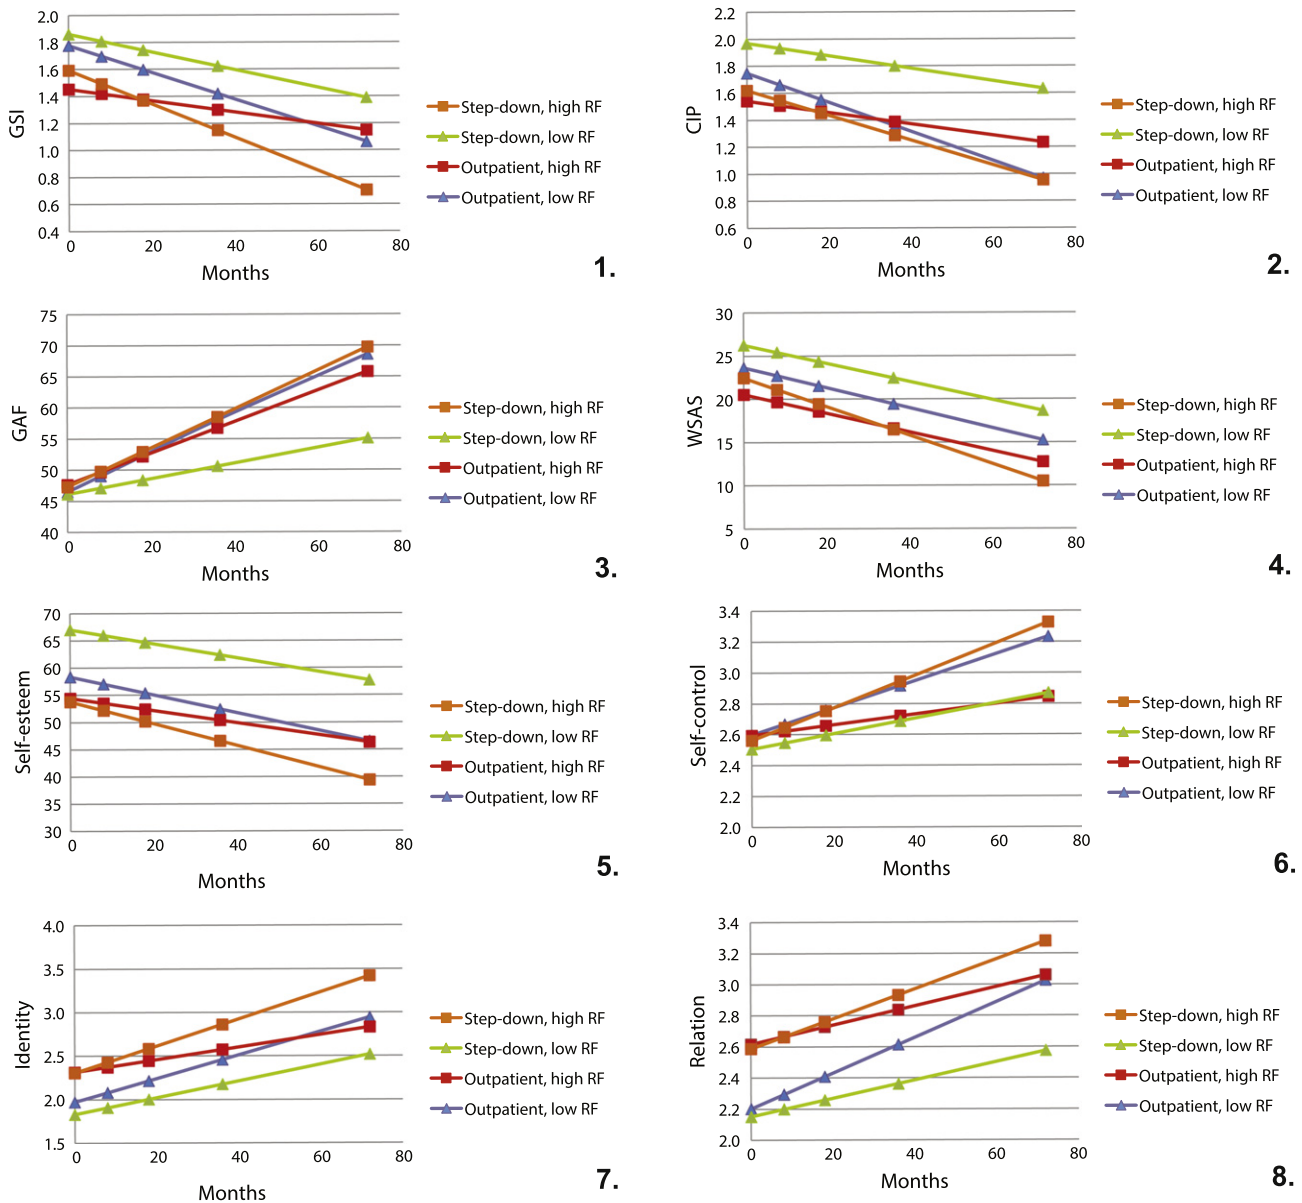 2.0
1.8
1.6
1.4
1.2
1.0
0.8
0.6
0.4
GSI
0 20 40 60 80
Months
Step-down, high RF
Step-down, low RF
Outpatient, high RF
Outpatient, low RF
1.
2.2
2.0
1.8
1.6
1.4
1.2
1.0
0.8
0.6
CIP
0 20 40 60 80
Months
Step-down, high RF
Step-down, low RF
Outpatient, high RF
Outpatient, low RF
2.
75
70
65
60
55
50
45
40
GAF
0 20 40 60 80
Months
Step-down, high RF
Step-down, low RF
Outpatient, high RF
Outpatient, low RF
3.
30
25
20
15
10
5
WSAS
0 20 40 60 80
Months
Step-down, high RF
Step-down, low RF
Outpatient, high RF
Outpatient, low RF
4.
70
65
60
55
50
45
40
35
30
Self-esteem
0 20 40 60 80
Months
Step-down, high RF
Step-down, low RF
Outpatient, high RF
Outpatient, low RF
5.
3.4
3.2
3.0
2.8
2.6
2.4
2.2
2.0
Self-control
0 20 40 60 80
Months
Step-down, high RF
Step-down, low RF
Outpatient, high RF
Outpatient, low RF
6.
4.0
3.5
3.0
2.5
2.0
1.5
Identity
0 20 40 60 80
Months
Step-down, high RF
Step-down, low RF
Outpatient, high RF
Outpatient, low RF
7.
3.4
3.2
3.0
2.8
2.6
2.4
2.2
2.0
Relation
0 20 40 60 80
Months
Step-down, high RF
Step-down, low RF
Outpatient, high RF
Outpatient, low RF
8.